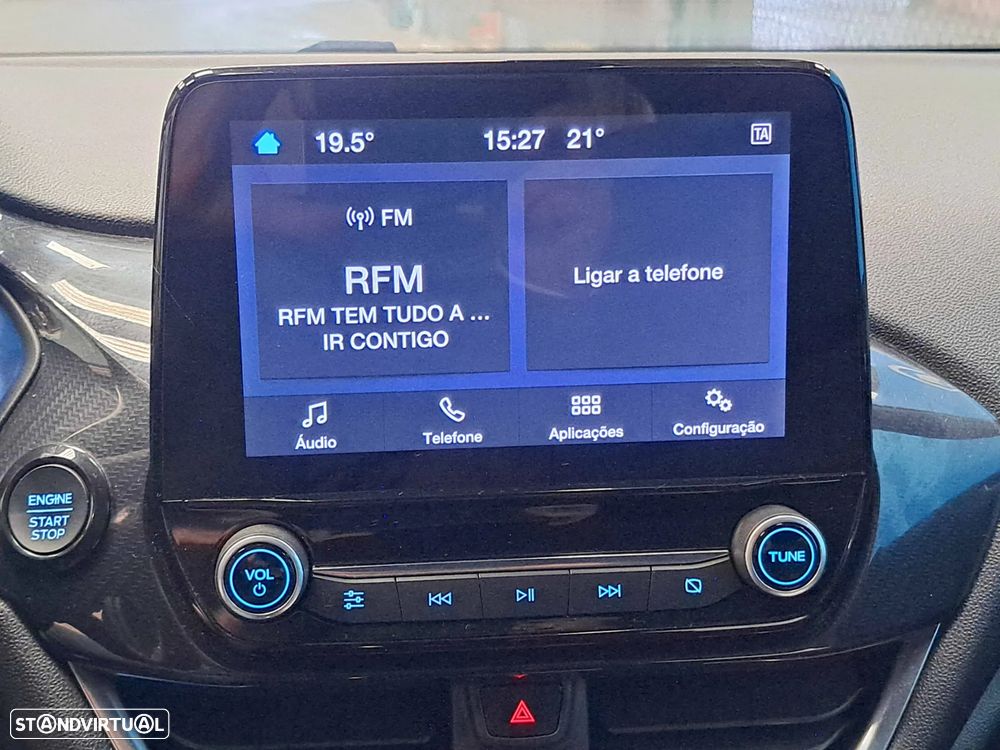 19.5° 15:27 21° TA
FM
RFM
RFM TEM TUDO A ...
IR CONTIGO
Ligar a telefone
Áudio Telefone Aplicações Configuração
ENGINE
START
STOP
VOL
TUNE
STANDVIRTUAL